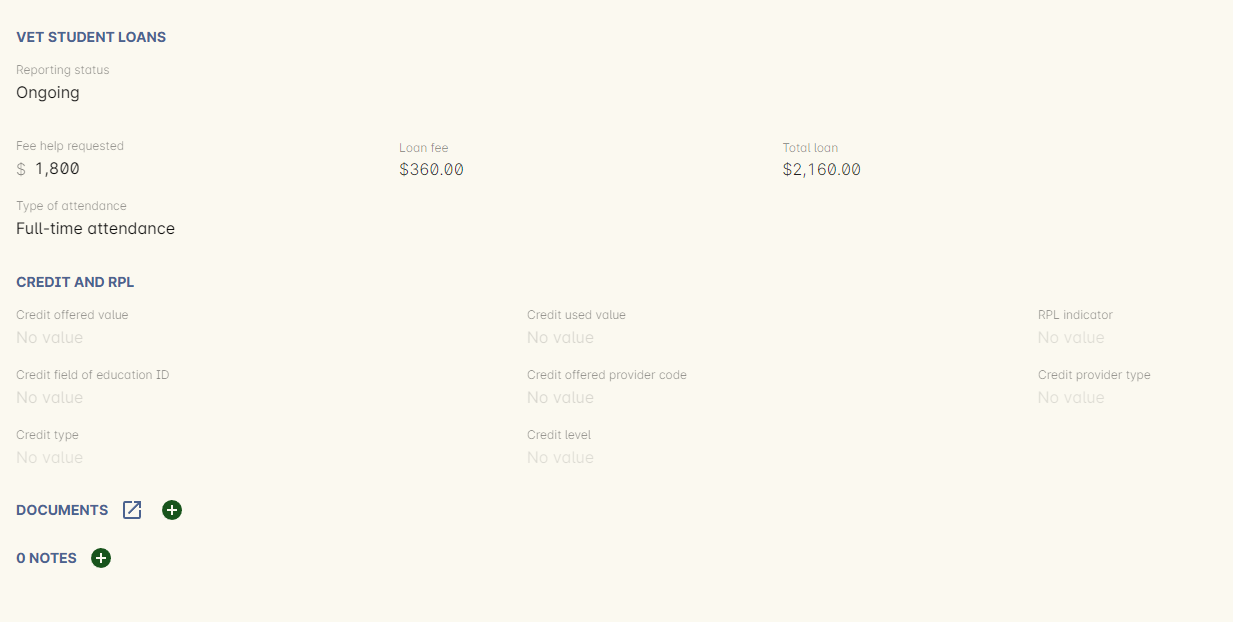 VET STUDENT LOANS
Reporting status
Ongoing
Fee help requested Loan fee Total loan
$ 1,800 $360.00 $2,160.00
Type of attendance
Full-time attendance
CREDIT AND RPL
Credit offered value Credit used value RPL indicator
No value No value No value
Credit field of education ID Credit offered provider code Credit provider type
No value No value No value
Credit type Credit level
No value No value
DOCUMENTS
0 NOTES